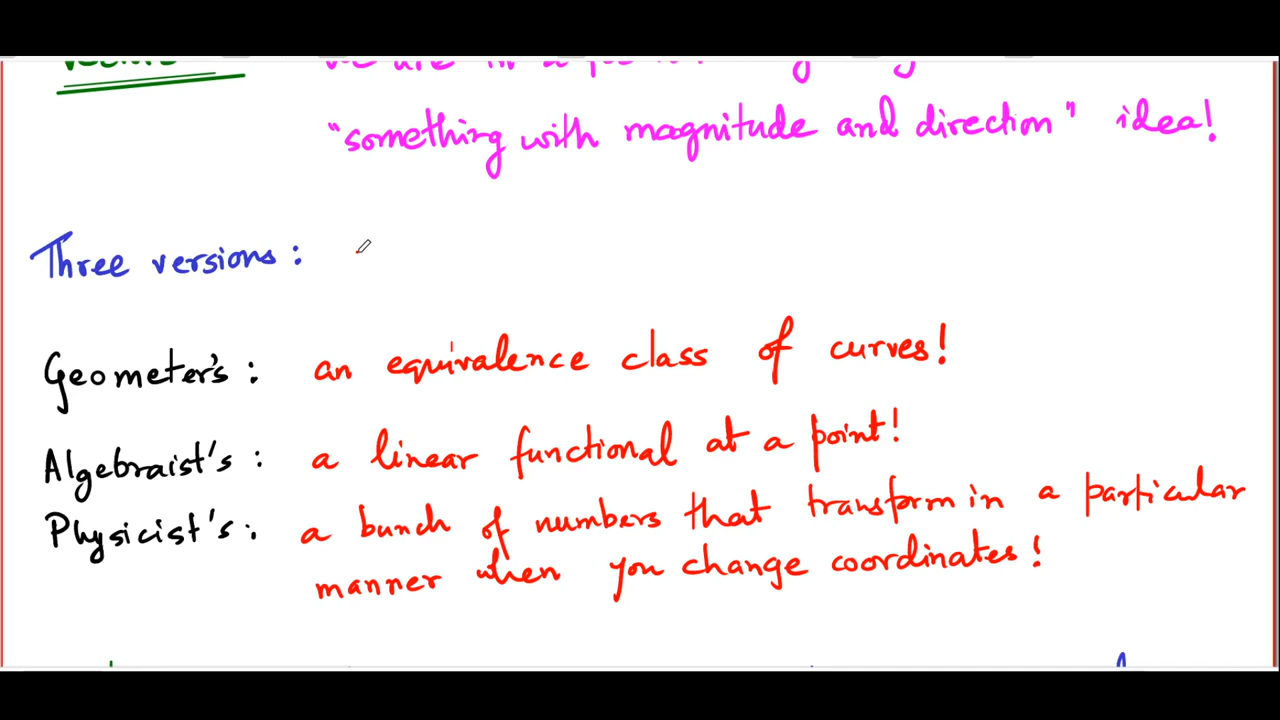 "something with magnitude and direction" idea!
Three versions:
Geometer's: an equivalence class of curves!
Algebraist's: a linear functional at a point!
Physicist's: a bunch of numbers that transform in a particular
manner when you change coordinates!